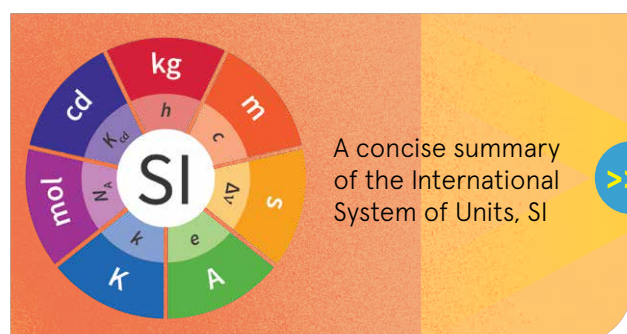 kg
m
s
A
K
mol
cd
h
c
Δν
e
k
N_A
K_cd
SI
A concise summary
of the International
System of Units, SI